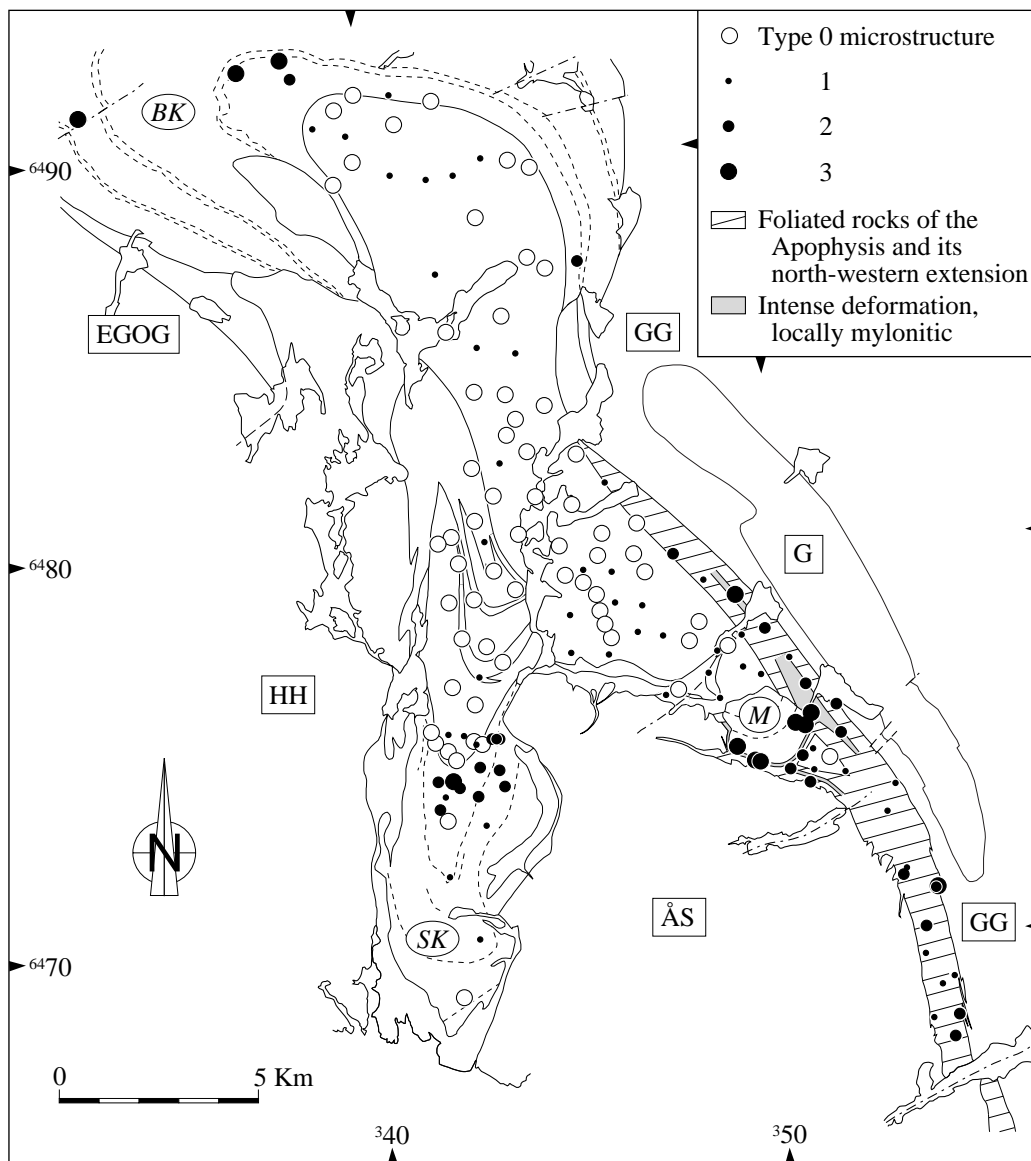 Type 0 microstructure
1
2
3
Foliated rocks of the
Apophysis and its
north-western extension
Intense deformation,
locally mylonitic
BK
⁶⁴90
EGOG
GG
G
⁶⁴80
HH
M
N
ÅS
GG
SK
⁶⁴70
0 5 Km
³40 ³50